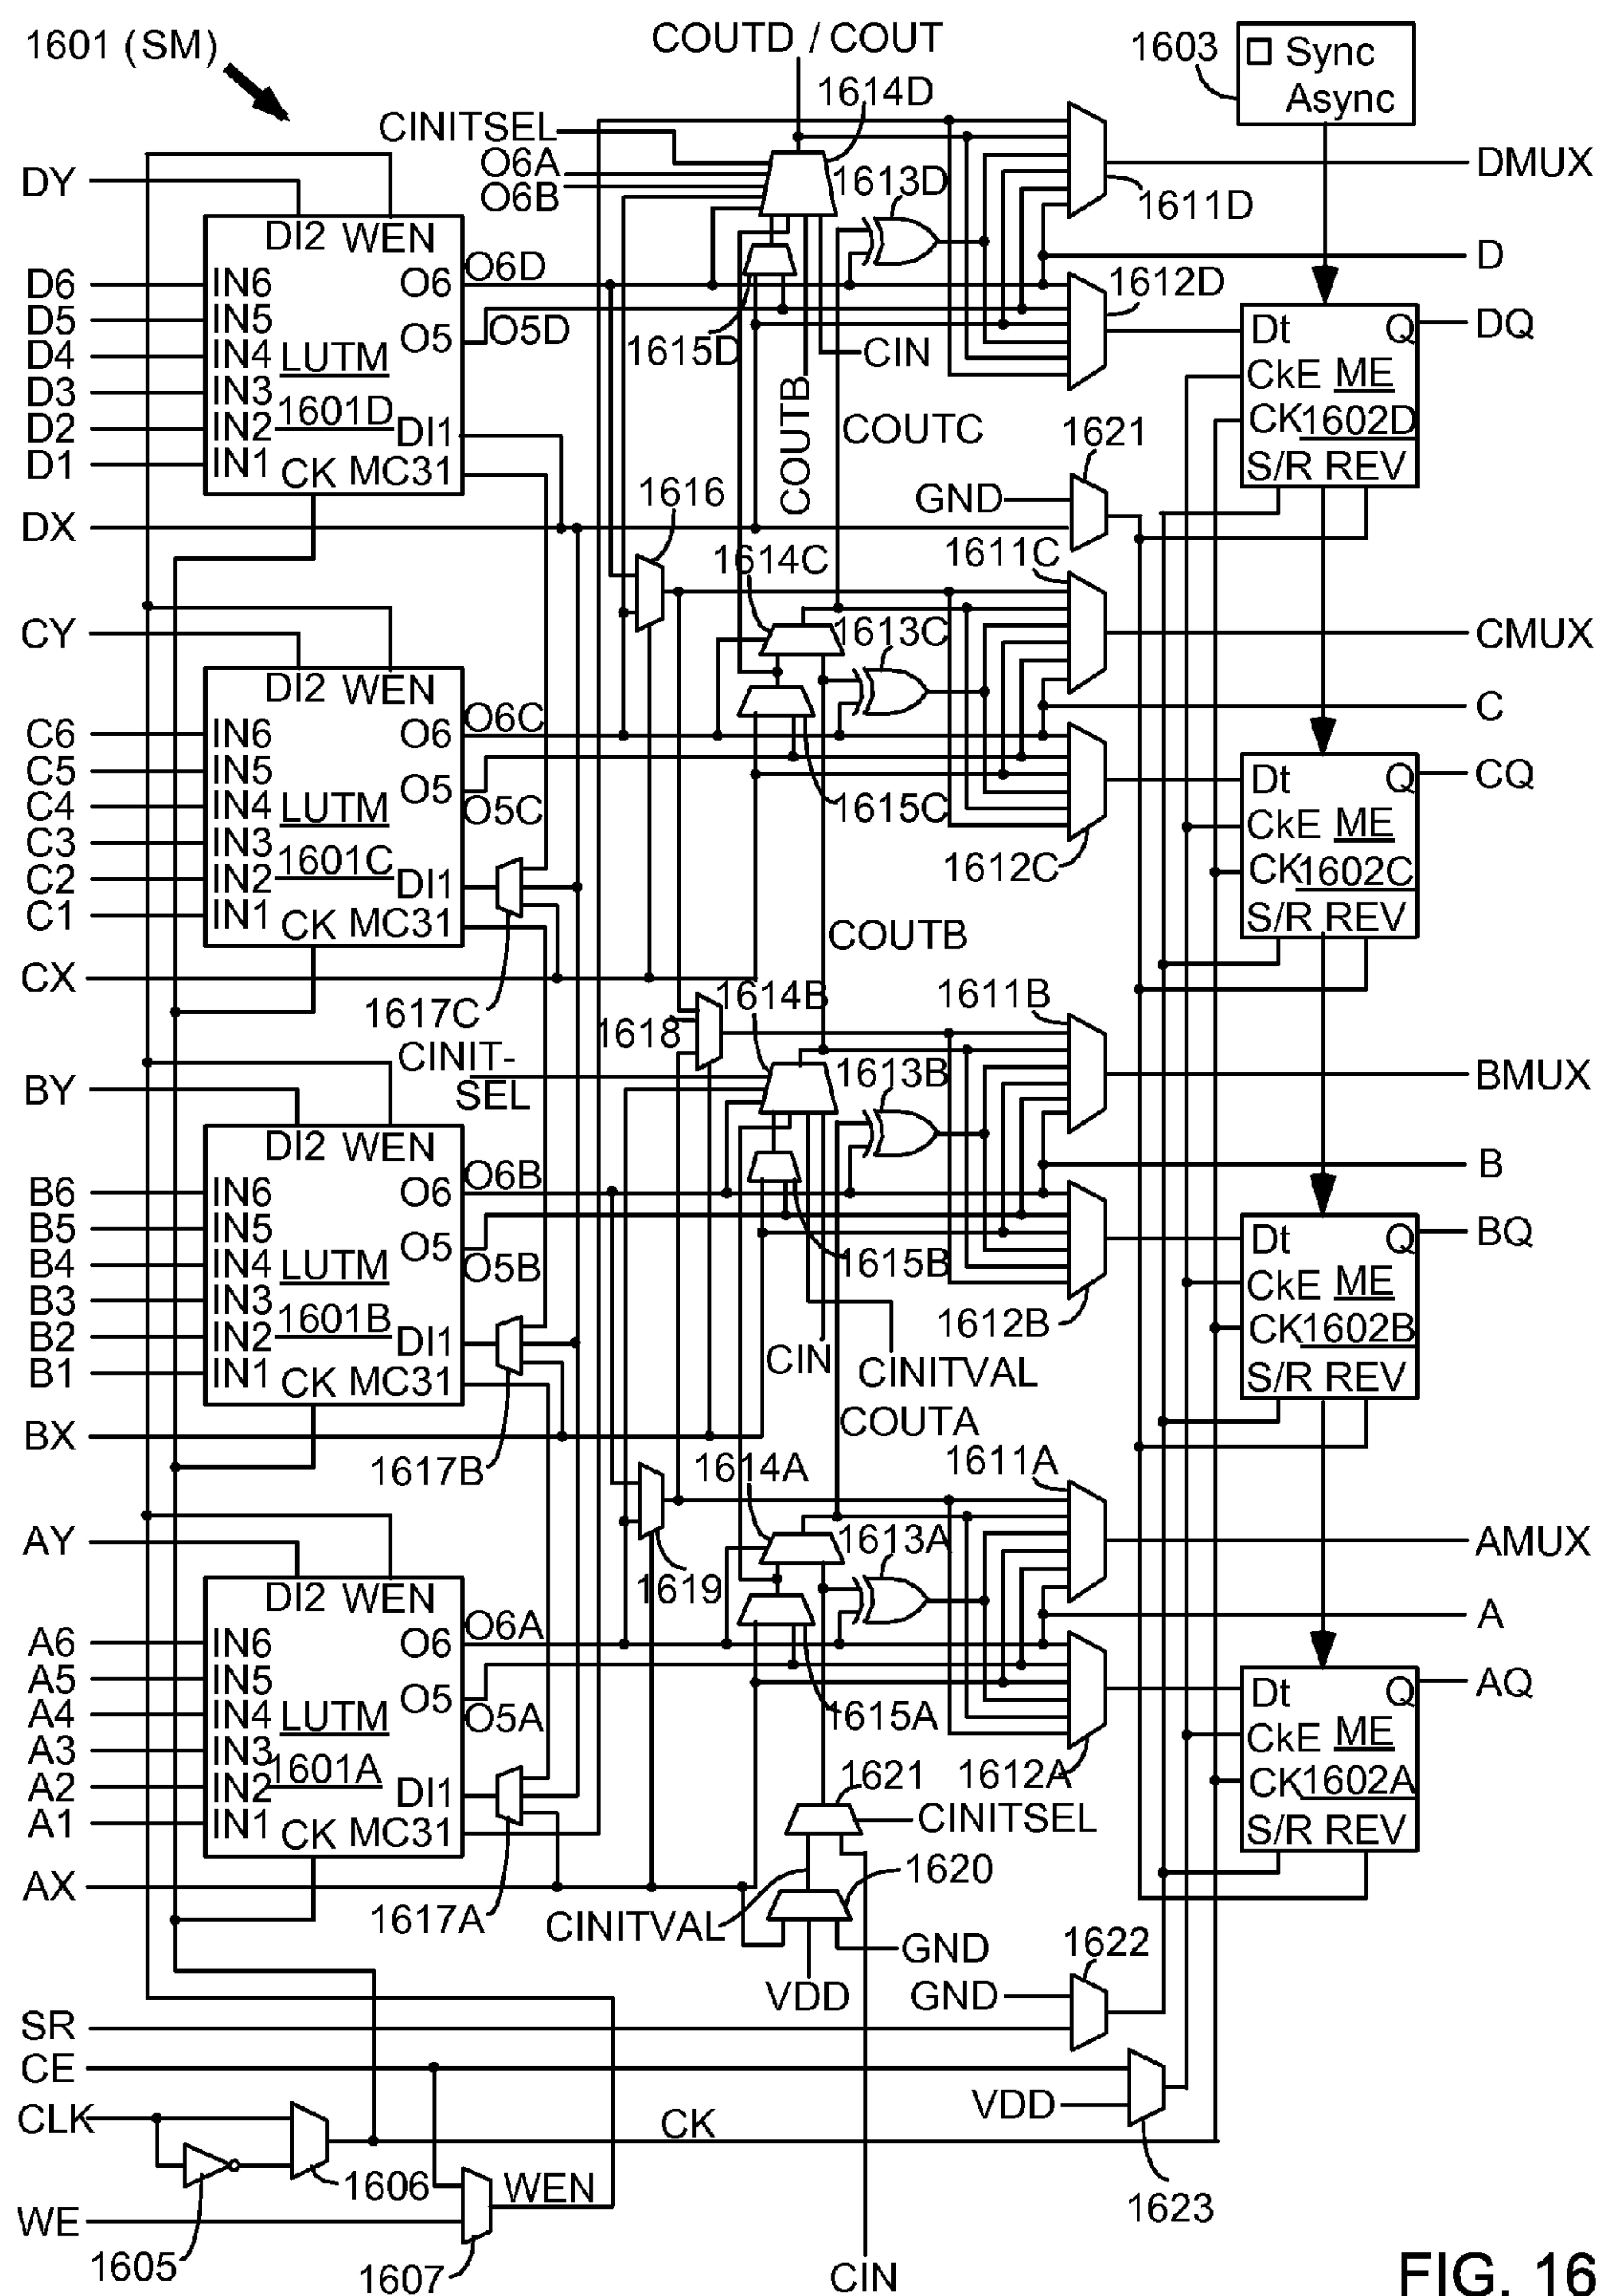 1601 (SM)
COUTD / COUT
1603
Sync
Async
1614D
CINITSEL
O6A
O6B
1613D
DMUX
1611D
DY
DI2 WEN
O6D
D
D6
IN6
O6
1612D
D5
IN5
O5D
Dt
Q
DQ
D4
IN4
LUTM
O5
1615D
CIN
CkE
ME
D3
IN3
COUTB
COUTC
1621
CK
1602D
D2
IN2
1601D
DI1
D1
IN1
CK
MC31
S/R REV
1616
GND
DX
1614C
1611C
CY
1613C
CMUX
DI2 WEN
O6C
C
C6
IN6
O6
C5
IN5
Dt
Q
CQ
C4
IN4
LUTM
O5
O5C
1615C
CkE
ME
C3
IN3
1612C
CK
1602C
C2
IN2
1601C
DI1
C1
IN1
CK
MC31
S/R REV
COUTB
CX
1614B
1611B
1617C
1618
CINIT-
SEL
1613B
BMUX
BY
DI2 WEN
O6B
B
B6
IN6
O6
B5
IN5
Dt
Q
BQ
B4
IN4
LUTM
O5
O5B
1615B
CkE
ME
B3
IN3
1612B
CK
1602B
B2
IN2
1601B
DI1
CIN
CINITVAL
B1
IN1
CK
MC31
S/R REV
COUTA
BX
1617B
1614A
1611A
AY
1613A
AMUX
1619
DI2 WEN
O6A
A
A6
IN6
O6
A5
IN5
Dt
Q
AQ
A4
IN4
LUTM
O5
O5A
1615A
CkE
ME
A3
IN3
1601A
1612A
CK
1602A
A2
IN2
DI1
1621
CINITSEL
A1
IN1
CK
MC31
S/R REV
1620
AX
1617A
CINITVAL
GND
1622
VDD
GND
SR
CE
VDD
CLK
CK
1606
WEN
1623
WE
1605
1607
CIN
FIG. 16